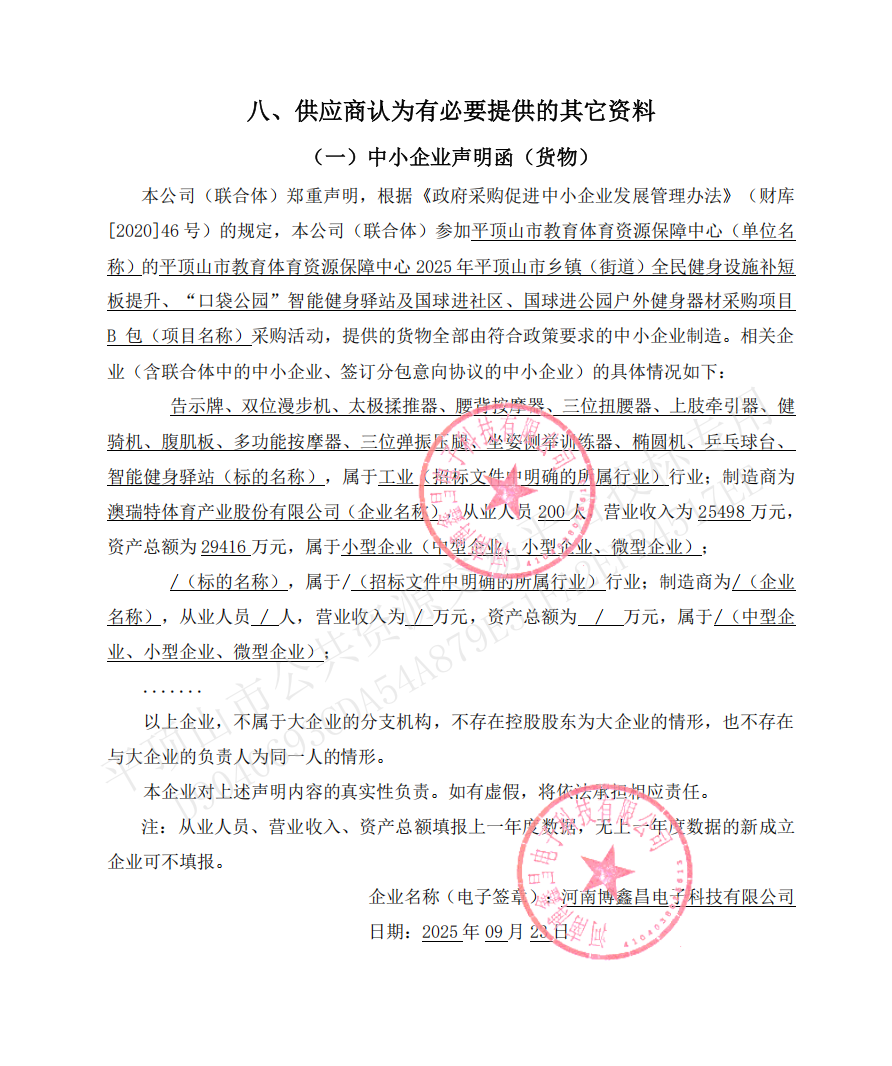 八、供应商认为有必要提供的其它资料
（一）中小企业声明函（货物）
本公司（联合体）郑重声明，根据《政府采购促进中小企业发展管理办法》（财库
[2020]46 号）的规定，本公司（联合体）参加平顶山市教育体育资源保障中心（单位名
称）的平顶山市教育体育资源保障中心 2025 年平顶山市乡镇（街道）全民健身设施补短
板提升、“口袋公园”智能健身驿站及国球进社区、国球进公园户外健身器材采购项目
B 包（项目名称）采购活动，提供的货物全部由符合政策要求的中小企业制造。相关企
业（含联合体中的中小企业、签订分包意向协议的中小企业）的具体情况如下：
告示牌、双位漫步机、太极揉推器、腰背按摩器、三位扭腰器、上肢牵引器、健
骑机、腹肌板、多功能按摩器、三位弹振压腿、坐姿侧举训练器、椭圆机、乒乓球台、
智能健身驿站（标的名称），属于工业（招标文件中明确的所属行业）行业；制造商为
澳瑞特体育产业股份有限公司（企业名称），从业人员 200 人，营业收入为 25498 万元，
资产总额为 29416 万元，属于小型企业（中型企业、小型企业、微型企业）；
/（标的名称），属于/（招标文件中明确的所属行业）行业；制造商为/（企业
名称），从业人员 / 人，营业收入为 / 万元，资产总额为 / 万元，属于/（中型企
业、小型企业、微型企业）；
.......
以上企业，不属于大企业的分支机构，不存在控股股东为大企业的情形，也不存在
与大企业的负责人为同一人的情形。
本企业对上述声明内容的真实性负责。如有虚假，将依法承担相应责任。
注：从业人员、营业收入、资产总额填报上一年度数据，无上一年度数据的新成立
企业可不填报。
企业名称（电子签章）：河南博鑫昌电子科技有限公司
日期：2025 年 09 月 23 日